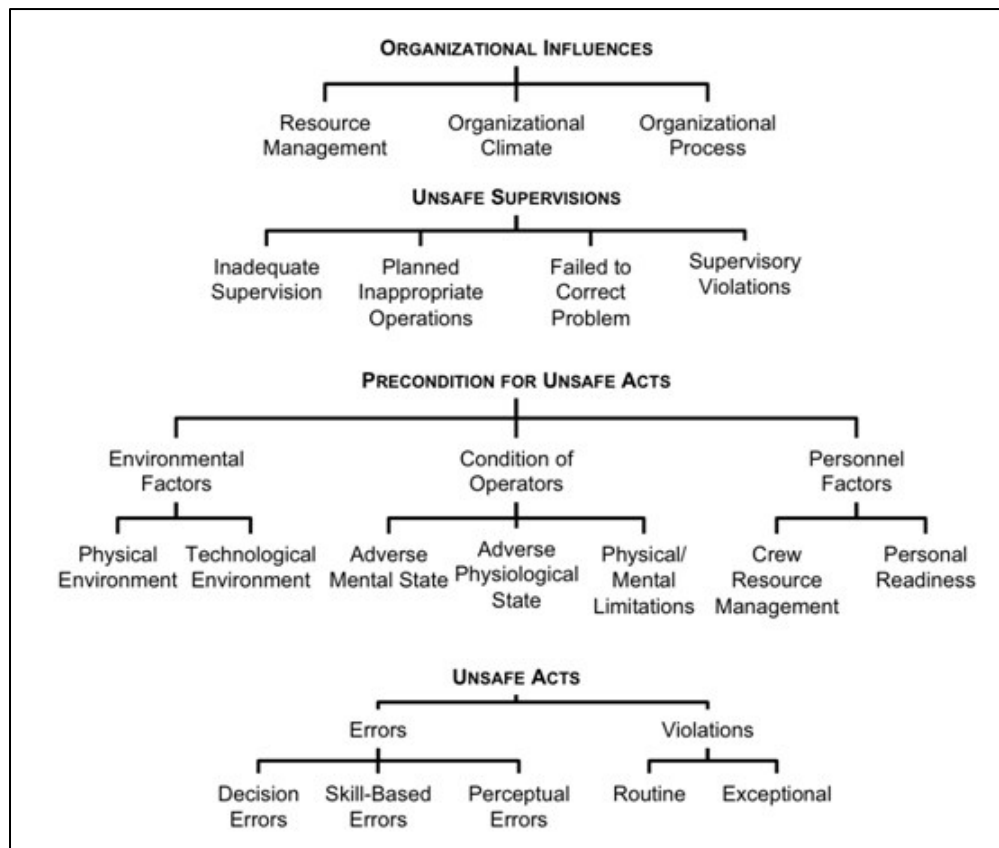 ORGANIZATIONAL INFLUENCES
Resource
Management
Organizational
Climate
Organizational
Process
UNSAFE SUPERVISIONS
Inadequate
Supervision
Planned
Inappropriate
Operations
Failed to
Correct
Problem
Supervisory
Violations
PRECONDITION FOR UNSAFE ACTS
Environmental
Factors
Condition of
Operators
Personnel
Factors
Physical
Environment
Technological
Environment
Adverse
Mental State
Adverse
Physiological
State
Physical/
Mental
Limitations
Crew
Resource
Management
Personal
Readiness
UNSAFE ACTS
Errors
Violations
Decision
Errors
Skill-Based
Errors
Perceptual
Errors
Routine
Exceptional